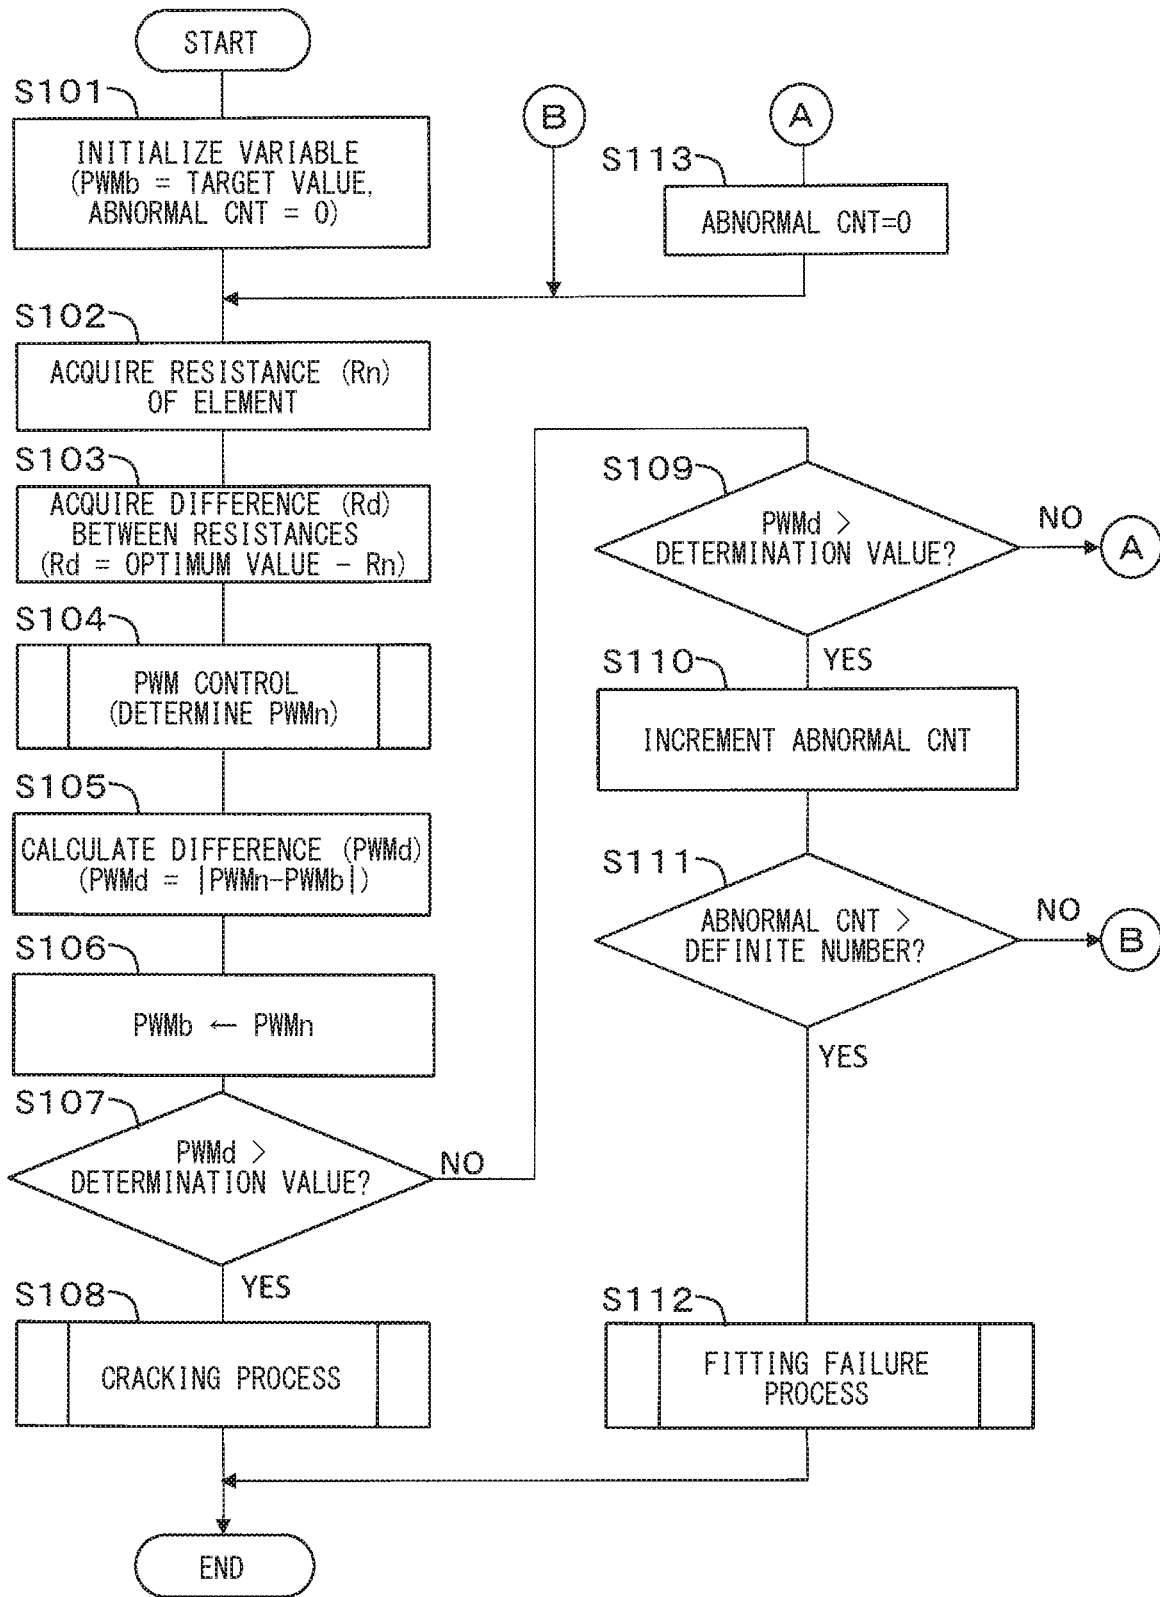 START
S101
INITIALIZE VARIABLE
(PWMb = TARGET VALUE,
ABNORMAL CNT = 0)
B
A
S113
ABNORMAL CNT=0
S102
ACQUIRE RESISTANCE (Rn)
OF ELEMENT
S103
ACQUIRE DIFFERENCE (Rd)
BETWEEN RESISTANCES
(Rd = OPTIMUM VALUE - Rn)
S104
PWM CONTROL
(DETERMINE PWMn)
S105
CALCULATE DIFFERENCE (PWMd)
(PWMd = |PWMn-PWMb|)
S106
PWMb ← PWMn
S107
PWMd >
DETERMINATION VALUE?
NO
YES
S108
CRACKING PROCESS
S109
PWMd >
DETERMINATION VALUE?
NO
A
YES
S110
INCREMENT ABNORMAL CNT
S111
ABNORMAL CNT >
DEFINITE NUMBER?
NO
B
YES
S112
FITTING FAILURE
PROCESS
END